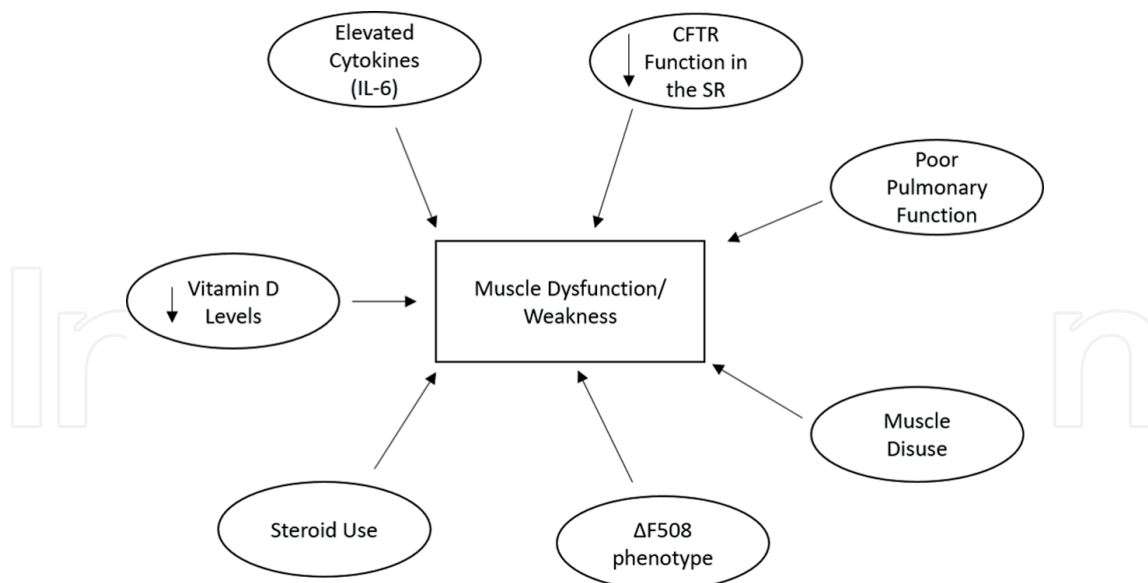 Elevated
Cytokines
(IL-6)
CFTR
Function in
the SR
Poor
Pulmonary
Function
Vitamin D
Levels
Muscle Dysfunction/
Weakness
Muscle
Disuse
Steroid Use
ΔF508
phenotype